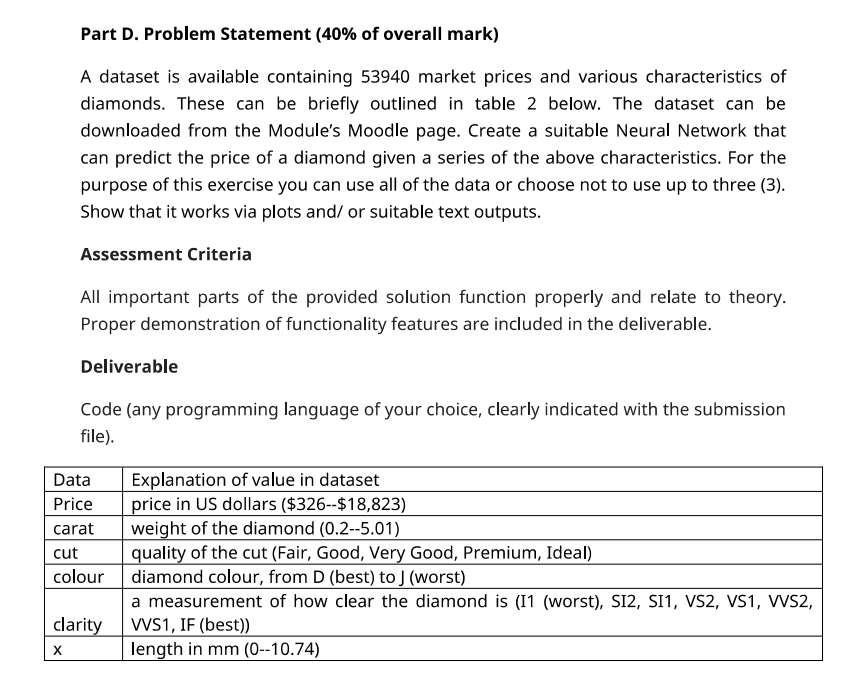 Part D. Problem Statement (40% of overall mark)
A dataset is available containing 53940 market prices and various characteristics of
diamonds. These can be briefly outlined in table 2 below. The dataset can be
downloaded from the Module’s Moodle page. Create a suitable Neural Network that
can predict the price of a diamond given a series of the above characteristics. For the
purpose of this exercise you can use all of the data or choose not to use up to three (3).
Show that it works via plots and/ or suitable text outputs.
Assessment Criteria
All important parts of the provided solution function properly and relate to theory.
Proper demonstration of functionality features are included in the deliverable.
Deliverable
Code (any programming language of your choice, clearly indicated with the submission
file).
Data Explanation of value in dataset
Price price in US dollars ($326--$18,823)
carat weight of the diamond (0.2--5.01)
cut quality of the cut (Fair, Good, Very Good, Premium, Ideal)
colour diamond colour, from D (best) to J (worst)
a measurement of how clear the diamond is (I1 (worst), SI2, SI1, VS2, VS1, VVS2,
clarity VVS1, IF (best))
x length in mm (0--10.74)